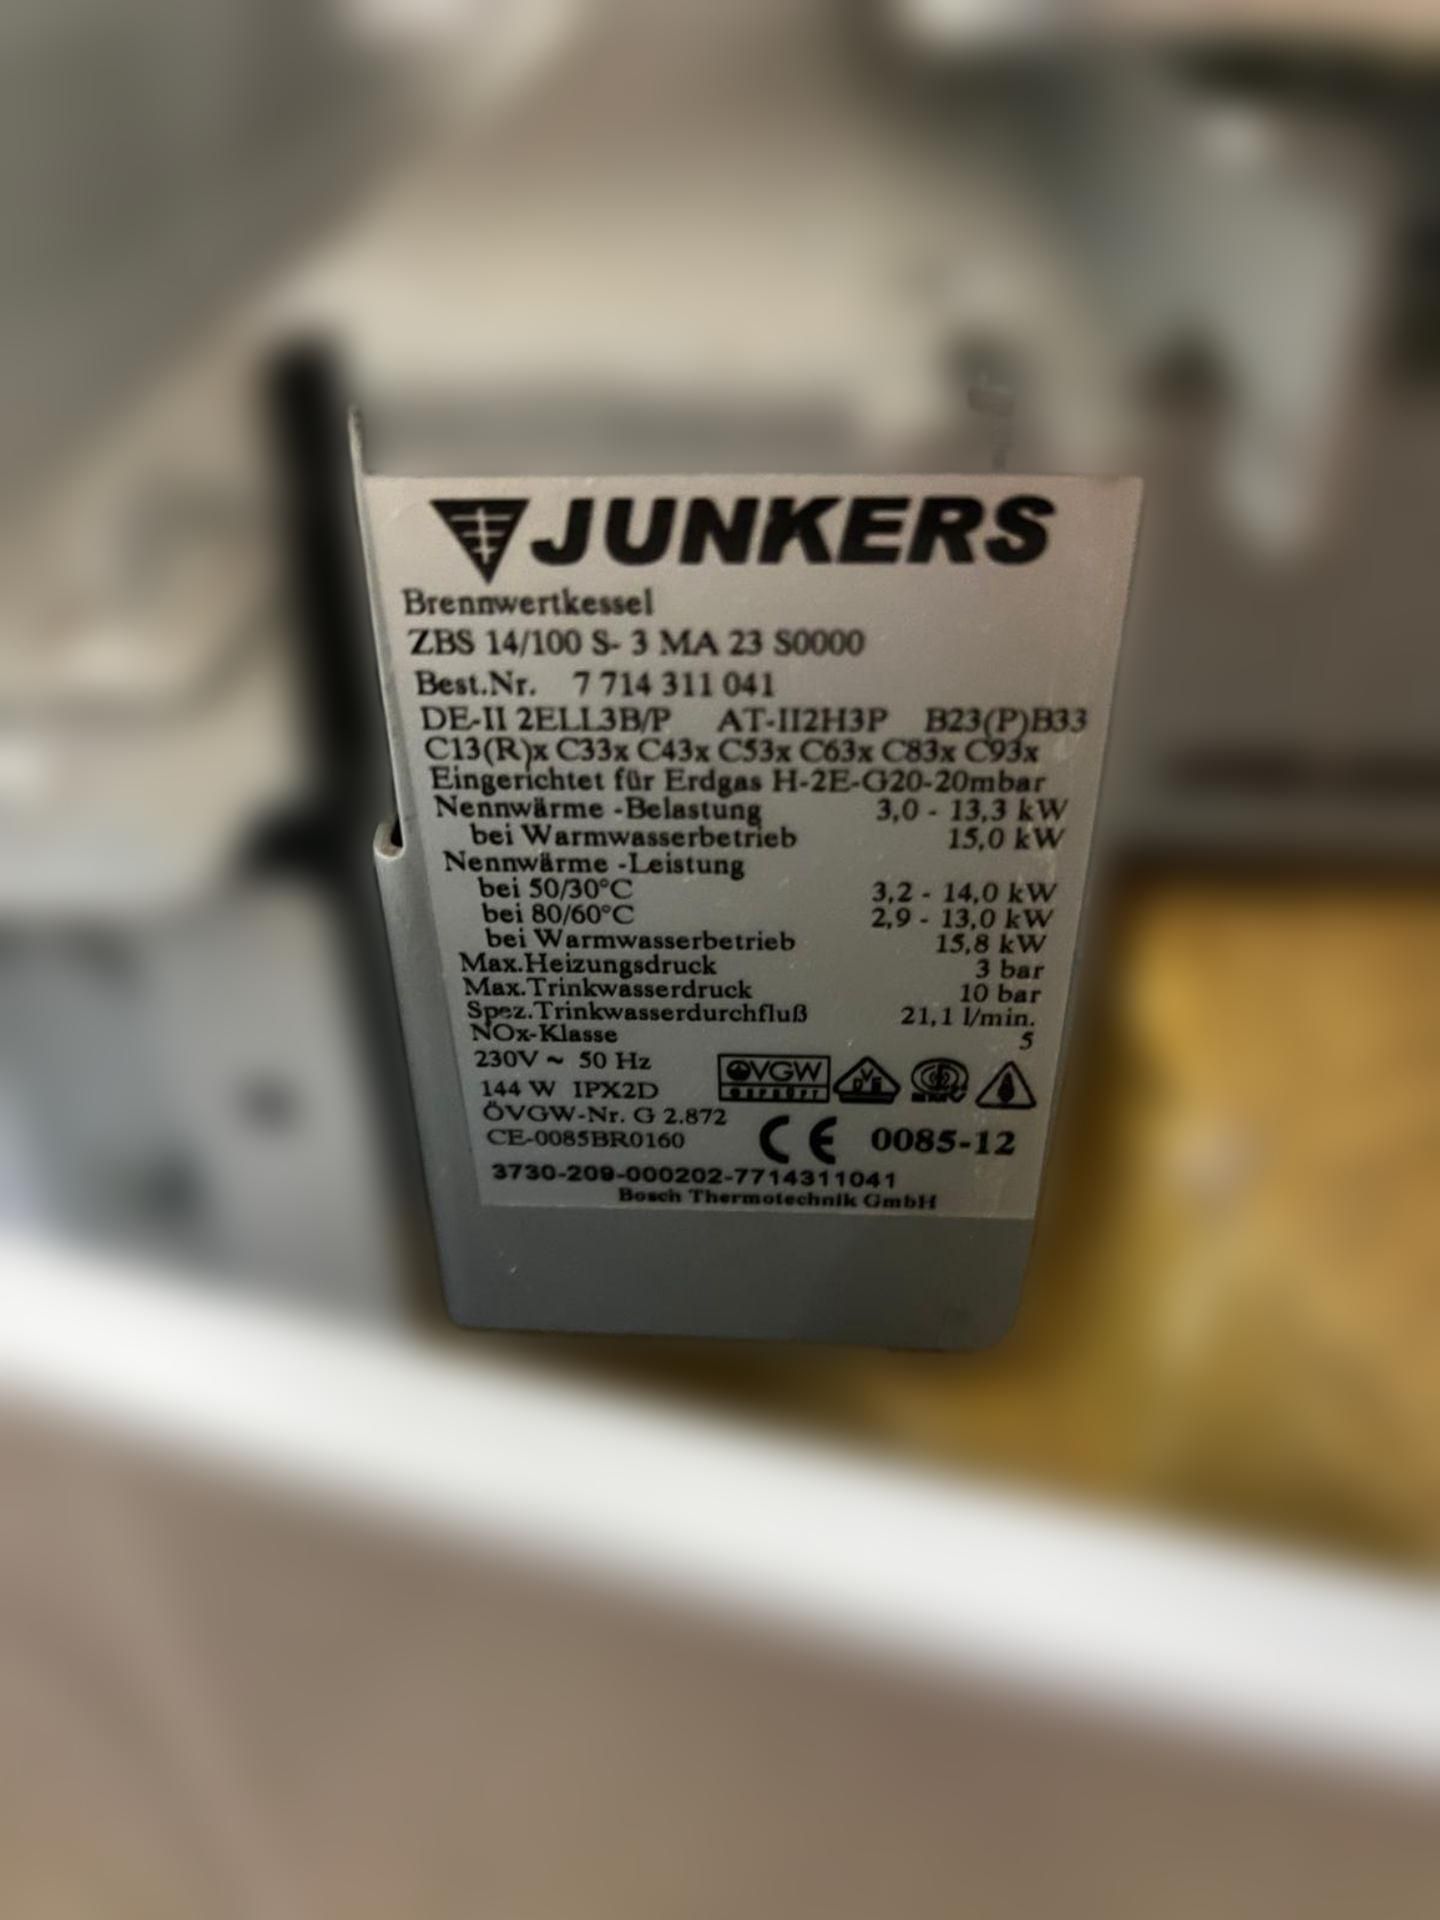 JUNKERS
Brennwertkessel
ZBS 14/100 S- 3 MA 23 S0000
Best.Nr. 7 714 311 041
DE-II 2ELL3B/P AT-II2H3P B23(P)B33
C13(R)x C33x C43x C53x C63x C83x C93x
Eingerichtet für Erdgas H-2E-G20-20mbar
Nennwärme -Belastung 3,0 - 13,3 kW
bei Warmwasserbetrieb 15,0 kW
Nennwärme -Leistung
bei 50/30°C 3,2 - 14,0 kW
bei 80/60°C 2,9 - 13,0 kW
bei Warmwasserbetrieb 15,8 kW
Max.Heizungsdruck 3 bar
Max.Trinkwasserdruck 10 bar
Spez.Trinkwasserdurchfluß 21,1 l/min.
NOx-Klasse 5
230V ~ 50 Hz ÖVGW
144 W IPX2D GEPRÜFT DVE
ÖVGW-Nr. G 2.872
CE-0085BR0160 CE 0085-12
3730-209-000202-7714311041
Bosch Thermotechnik GmbH